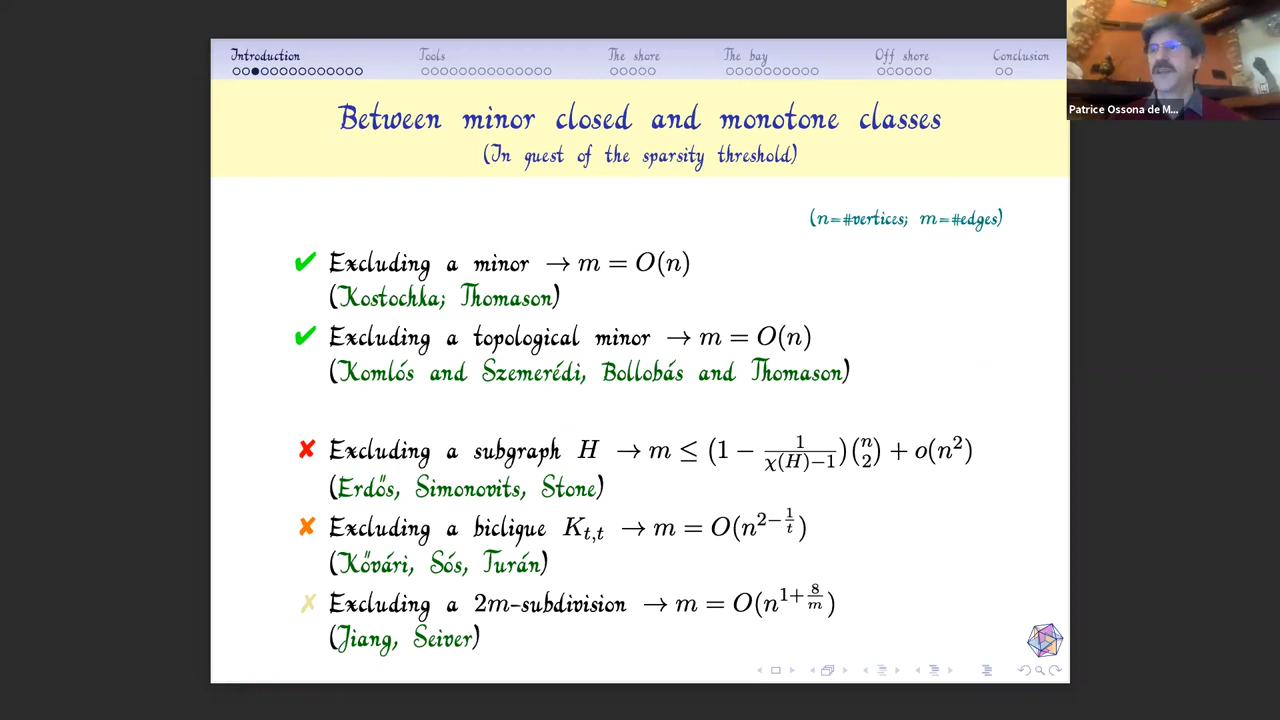 Introduction Tools The shore The bay Off shore Conclusion
Patrice Ossona de M...
Between minor closed and monotone classes
(In quest of the sparsity threshold)
(n=#vertices; m=#edges)
✔ Excluding a minor → m = O(n)
(Kostochka; Thomason)
✔ Excluding a topological minor → m = O(n)
(Komlós and Szemerédi, Bollobás and Thomason)
✘ Excluding a subgraph H → m ≤ (1 − 1/(χ(H)−1)) (n 2) + o(n²)
(Erdős, Simonovits, Stone)
✘ Excluding a biclique K_{t,t} → m = O(n^{2−1/t})
(Kővári, Sós, Turán)
✗ Excluding a 2m-subdivision → m = O(n^{1+8/m})
(Jiang, Seiver)